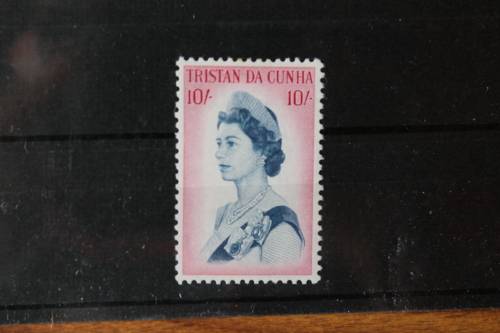 TRISTAN DA CUNHA
10/- 10/-